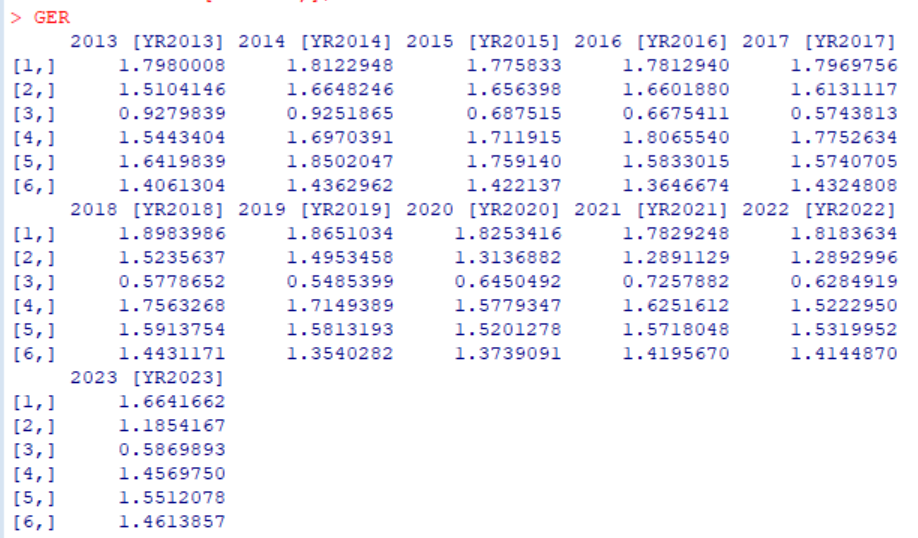 > GER
2013 [YR2013] 2014 [YR2014] 2015 [YR2015] 2016 [YR2016] 2017 [YR2017]
[1,] 1.7980008 1.8122948 1.775833 1.7812940 1.7969756
[2,] 1.5104146 1.6648246 1.656398 1.6601880 1.6131117
[3,] 0.9279839 0.9251865 0.687515 0.6675411 0.5743813
[4,] 1.5443404 1.6970391 1.711915 1.8065540 1.7752634
[5,] 1.6419839 1.8502047 1.759140 1.5833015 1.5740705
[6,] 1.4061304 1.4362962 1.422137 1.3646674 1.4324808
2018 [YR2018] 2019 [YR2019] 2020 [YR2020] 2021 [YR2021] 2022 [YR2022]
[1,] 1.8983986 1.8651034 1.8253416 1.7829248 1.8183634
[2,] 1.5235637 1.4953458 1.3136882 1.2891129 1.2892996
[3,] 0.5778652 0.5485399 0.6450492 0.7257882 0.6284919
[4,] 1.7563268 1.7149389 1.5779347 1.6251612 1.5222950
[5,] 1.5913754 1.5813193 1.5201278 1.5718048 1.5319952
[6,] 1.4431171 1.3540282 1.3739091 1.4195670 1.4144870
2023 [YR2023]
[1,] 1.6641662
[2,] 1.1854167
[3,] 0.5869893
[4,] 1.4569750
[5,] 1.5512078
[6,] 1.4613857